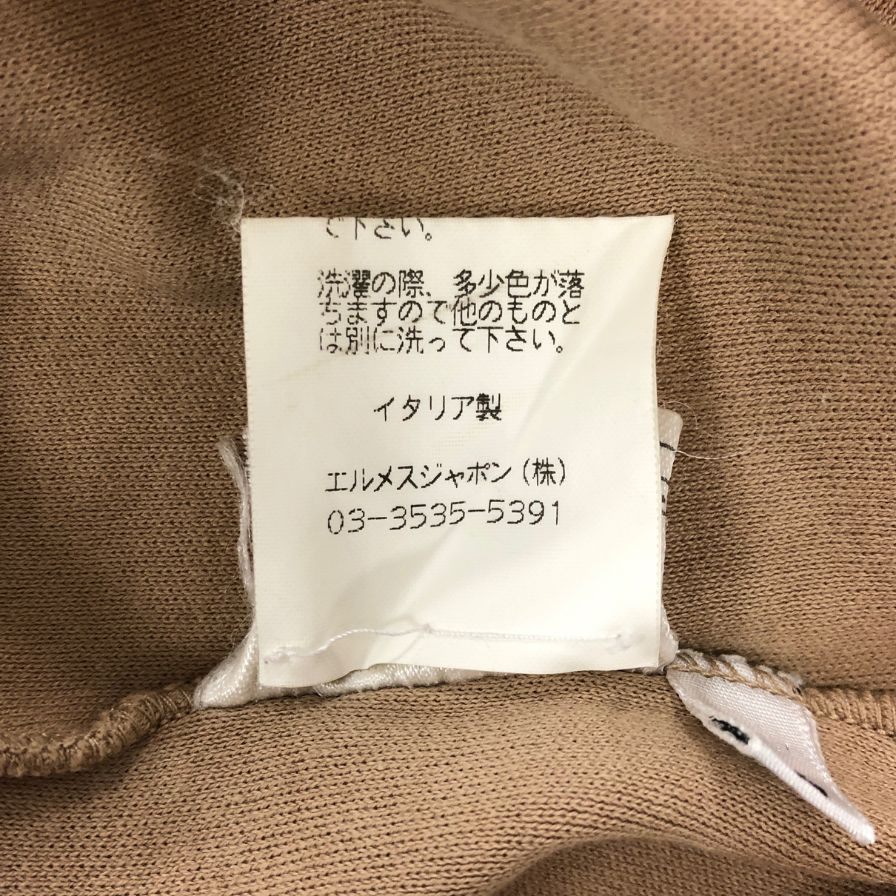 ご下さい。
洗濯の際、多少色が落
ちますので他のものと
は別に洗って下さい。
イタリア製
エルメスジャポン(株)
03-3535-5391